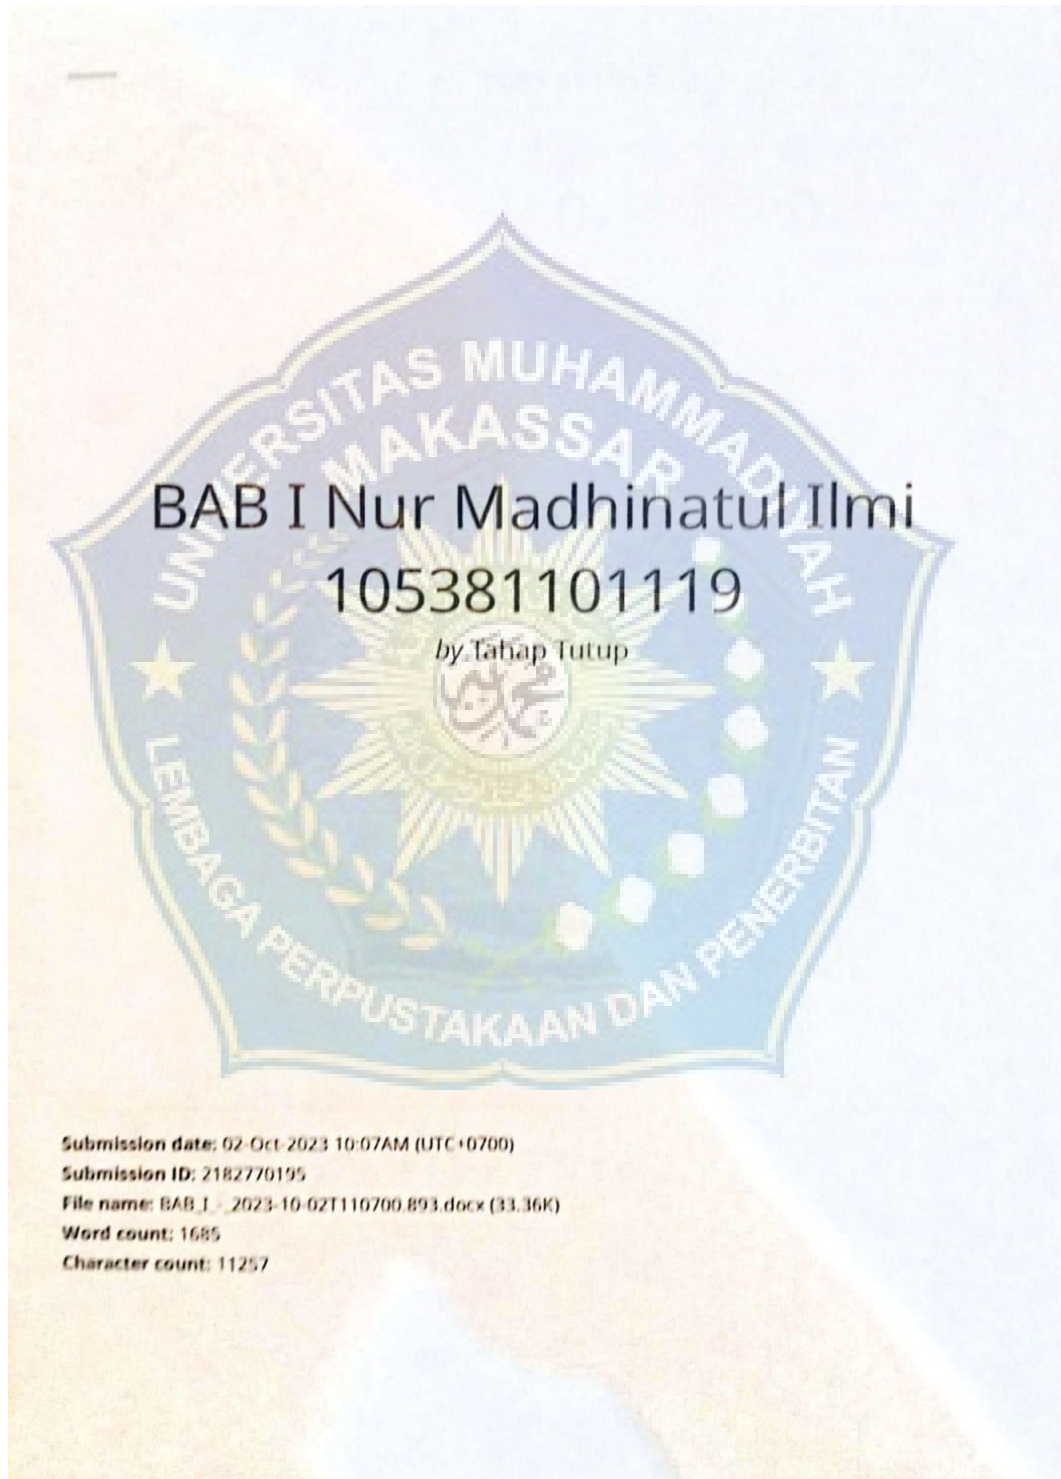 UNIVERSITAS MUHAMMADIYAH
MAKASSAR
BAB I Nur Madhinatul Ilmi
105381101119
by Tahap Tutup
محمد
LEMBAGA PERPUSTAKAAN DAN PENERBITAN
Submission date: 02-Oct-2023 10:07AM (UTC+0700)
Submission ID: 2182770195
File name: BAB_I_-_2023-10-02T110700.893.docx (33.36K)
Word count: 1685
Character count: 11257